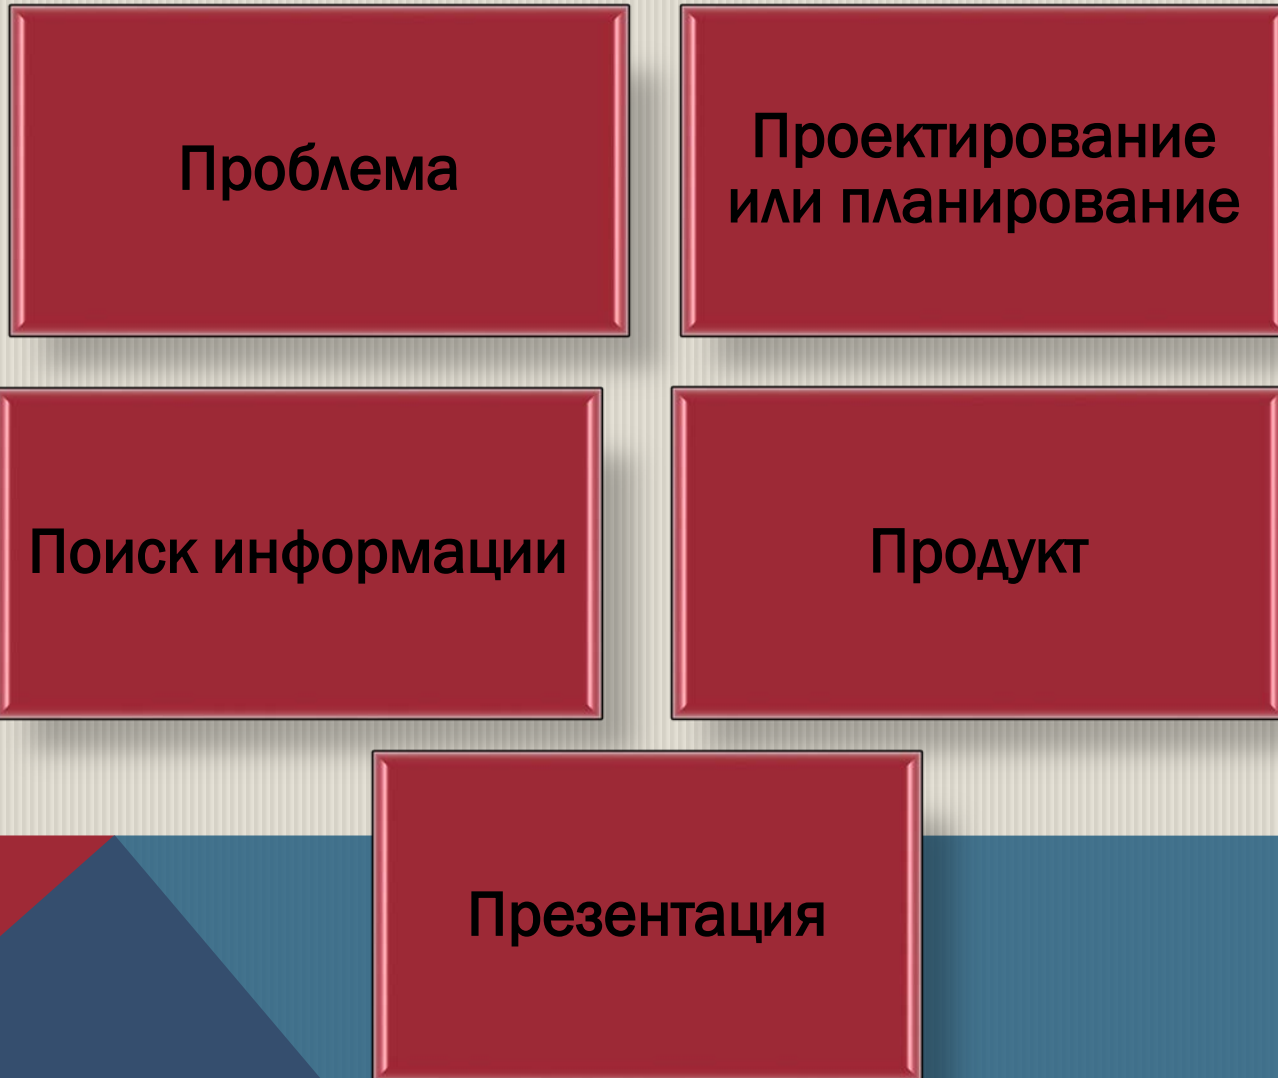 Проблема
Проектирование
или планирование
Поиск информации
Продукт
Презентация